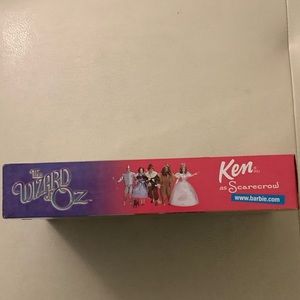 The
WIZARD
of OZ
Ken
as Scarecrow
www.barbie.com